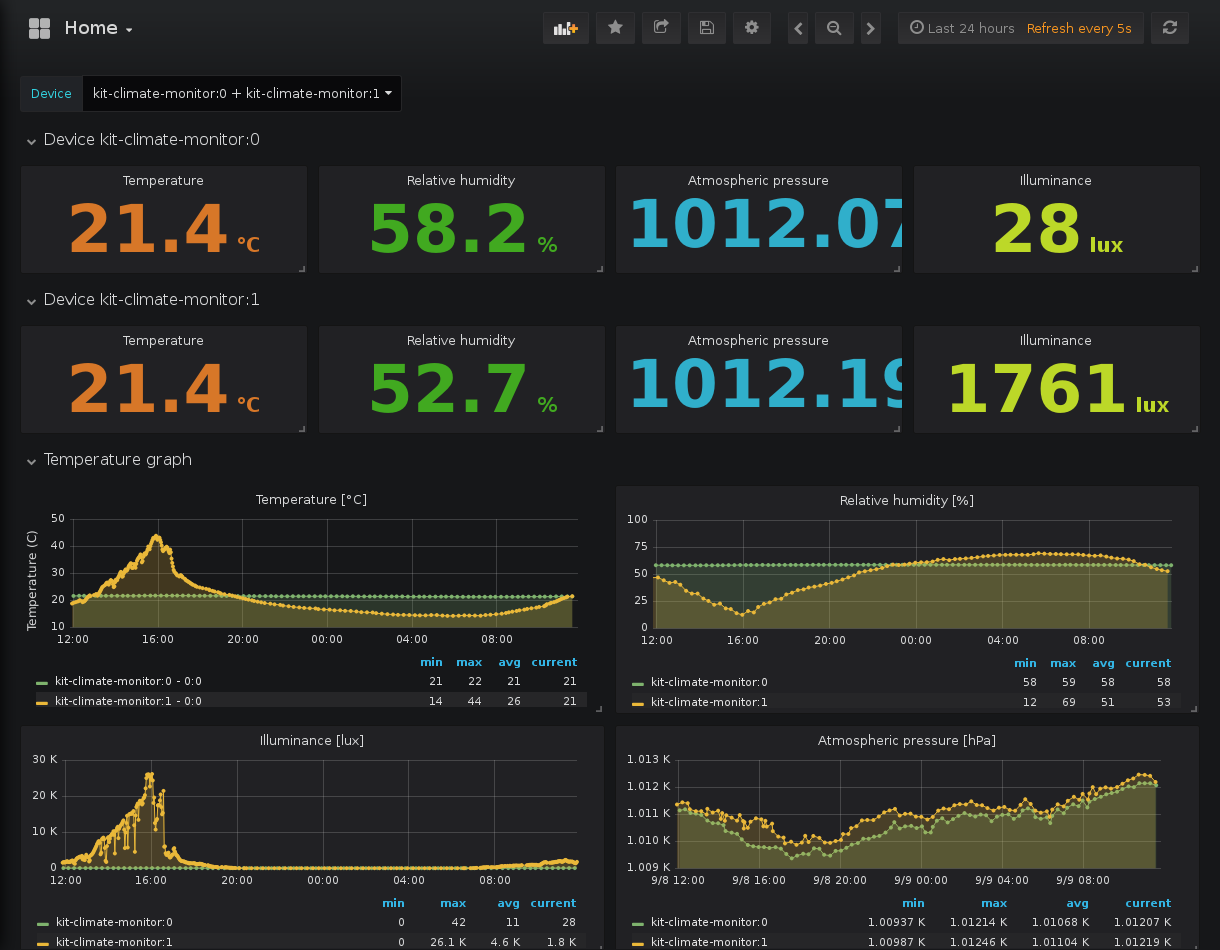 Home
Last 24 hours Refresh every 5s
Device kit-climate-monitor:0 + kit-climate-monitor:1
Device kit-climate-monitor:0
Temperature Relative humidity Atmospheric pressure Illuminance
21.4 °C 58.2 % 1012.07 28 lux
Device kit-climate-monitor:1
Temperature Relative humidity Atmospheric pressure Illuminance
21.4 °C 52.7 % 1012.19 1761 lux
Temperature graph
Temperature [°C]
Temperature (C)
50
40
30
20
10
12:00 16:00 20:00 00:00 04:00 08:00
min max avg current
kit-climate-monitor:0 - 0:0 21 22 21 21
kit-climate-monitor:1 - 0:0 14 44 26 21
Relative humidity [%]
100
75
50
25
0
12:00 16:00 20:00 00:00 04:00 08:00
min max avg current
kit-climate-monitor:0 58 59 58 58
kit-climate-monitor:1 12 69 51 53
Illuminance [lux]
30 K
20 K
10 K
0
12:00 16:00 20:00 00:00 04:00 08:00
min max avg current
kit-climate-monitor:0 0 42 11 28
kit-climate-monitor:1 0 26.1 K 4.6 K 1.8 K
Atmospheric pressure [hPa]
1.013 K
1.012 K
1.011 K
1.010 K
1.009 K
9/8 12:00 9/8 16:00 9/8 20:00 9/9 00:00 9/9 04:00 9/9 08:00
min max avg current
kit-climate-monitor:0 1.00937 K 1.01214 K 1.01068 K 1.01207 K
kit-climate-monitor:1 1.00987 K 1.01246 K 1.01104 K 1.01219 K